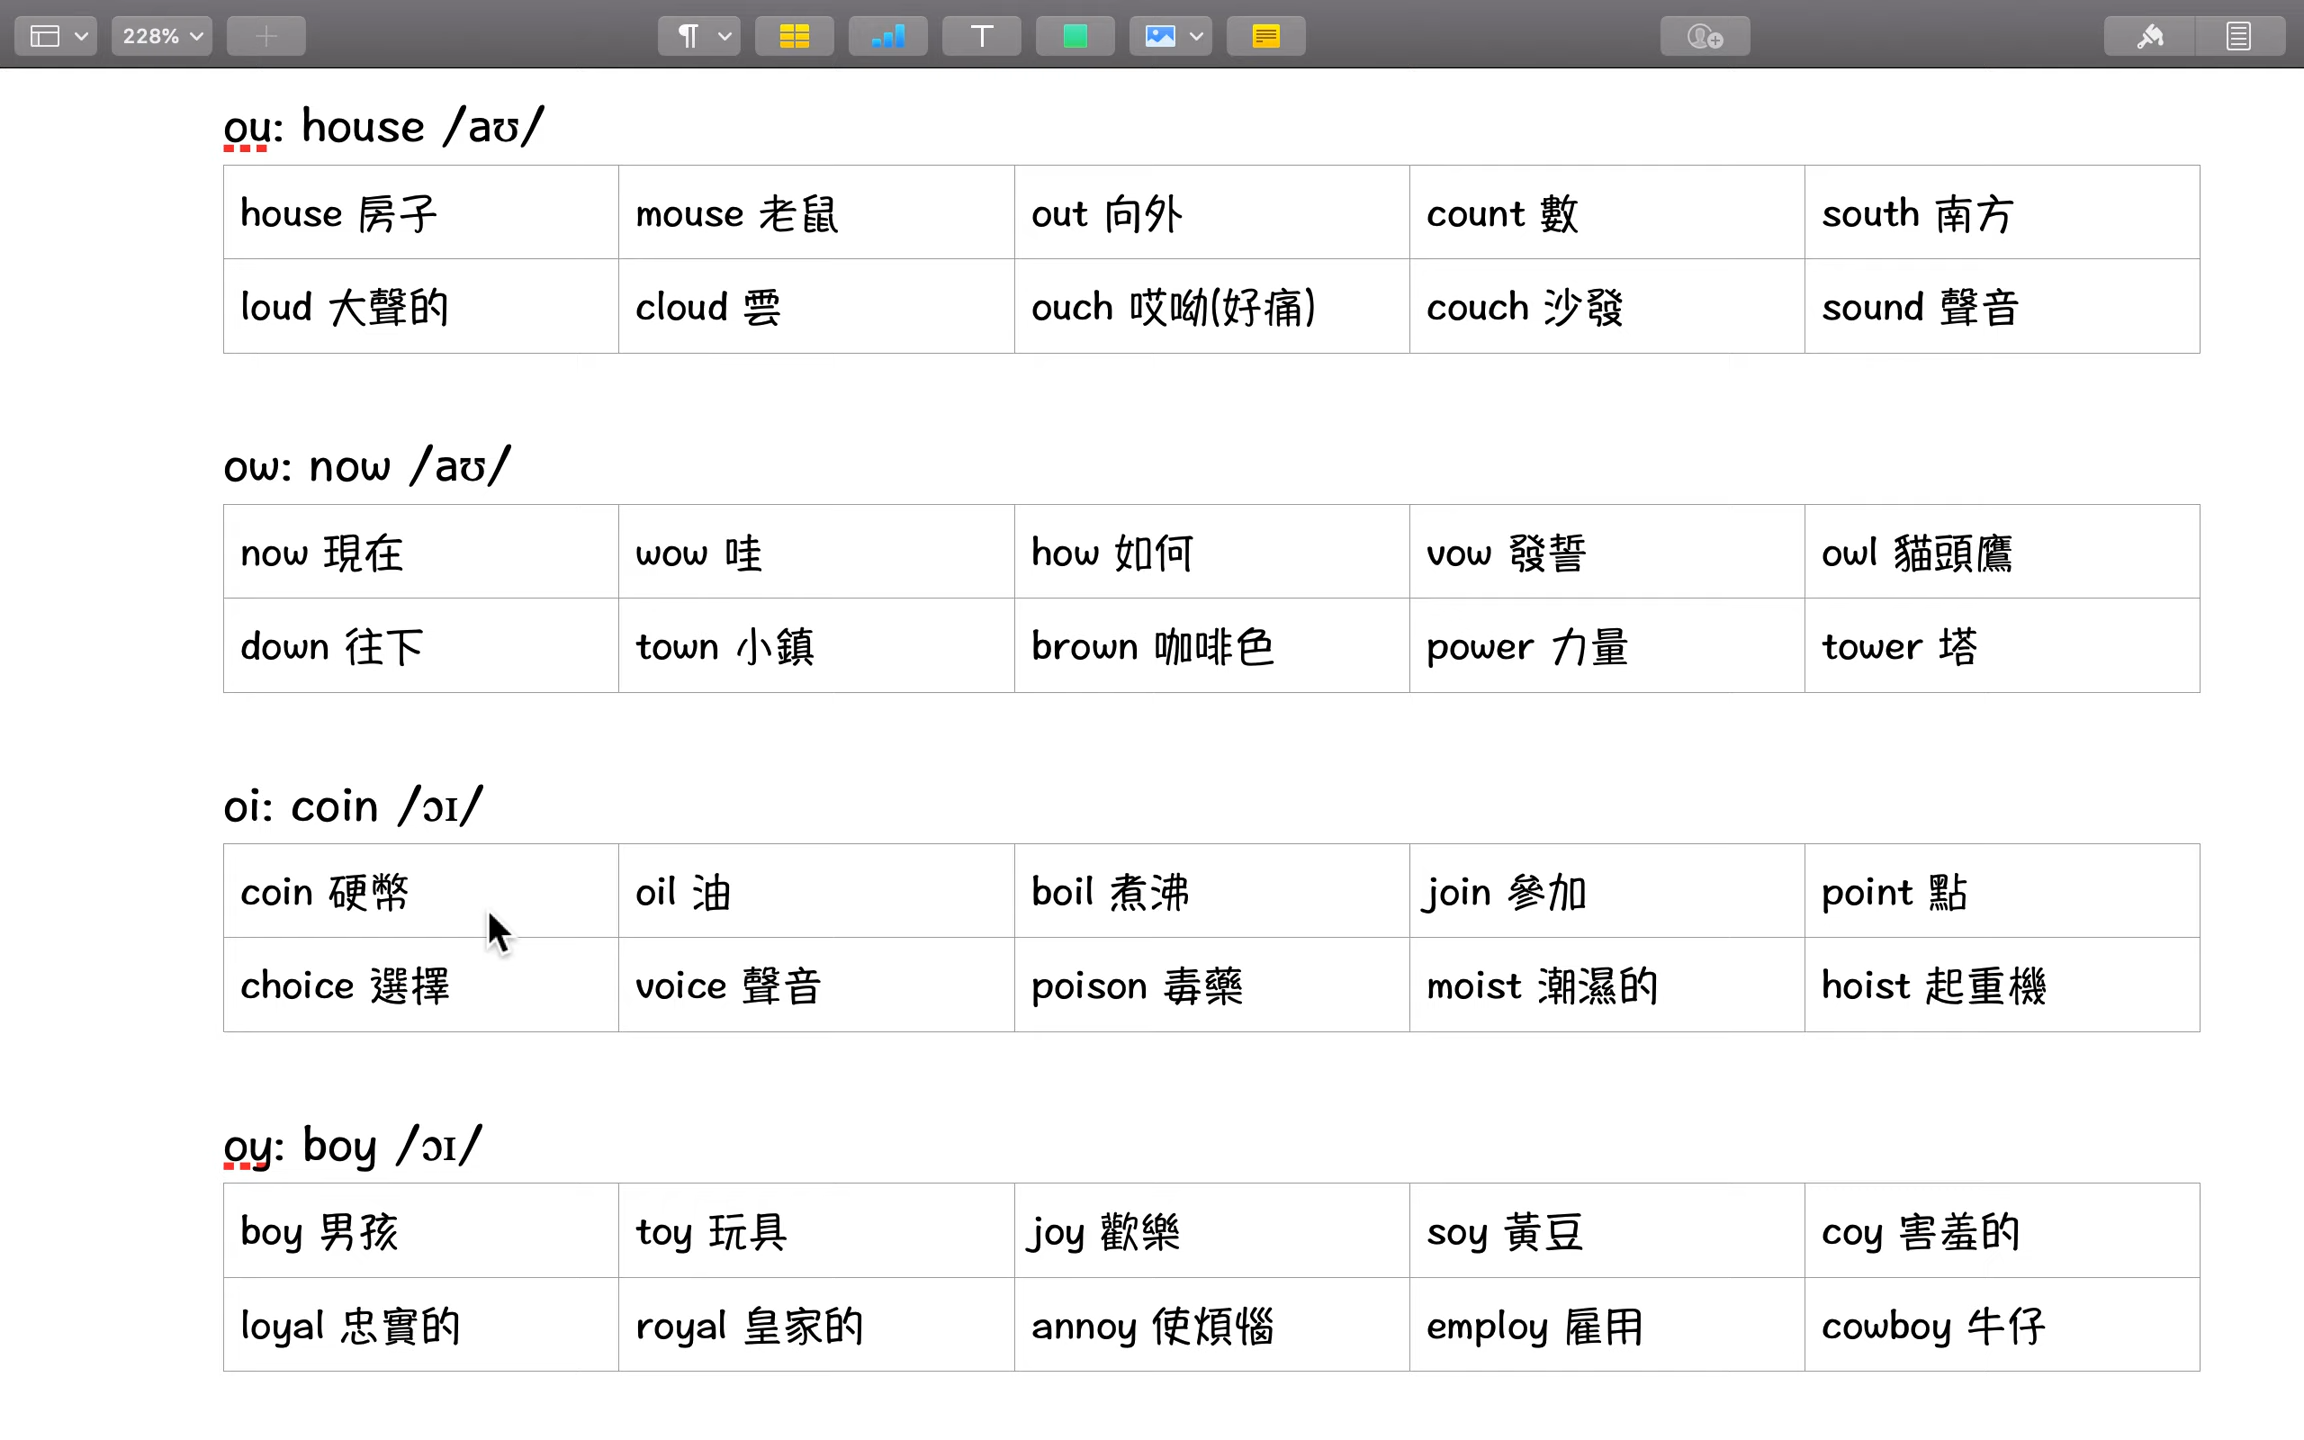 228%
ou: house /aʊ/
house 房子 mouse 老鼠 out 向外 count 數 south 南方
loud 大聲的 cloud 雲 ouch 哎呦(好痛) couch 沙發 sound 聲音
ow: now /aʊ/
now 現在 wow 哇 how 如何 vow 發誓 owl 貓頭鷹
down 往下 town 小鎮 brown 咖啡色 power 力量 tower 塔
oi: coin /ɔɪ/
coin 硬幣 oil 油 boil 煮沸 join 參加 point 點
choice 選擇 voice 聲音 poison 毒藥 moist 潮濕的 hoist 起重機
oy: boy /ɔɪ/
boy 男孩 toy 玩具 joy 歡樂 soy 黃豆 coy 害羞的
loyal 忠實的 royal 皇家的 annoy 使煩惱 employ 雇用 cowboy 牛仔